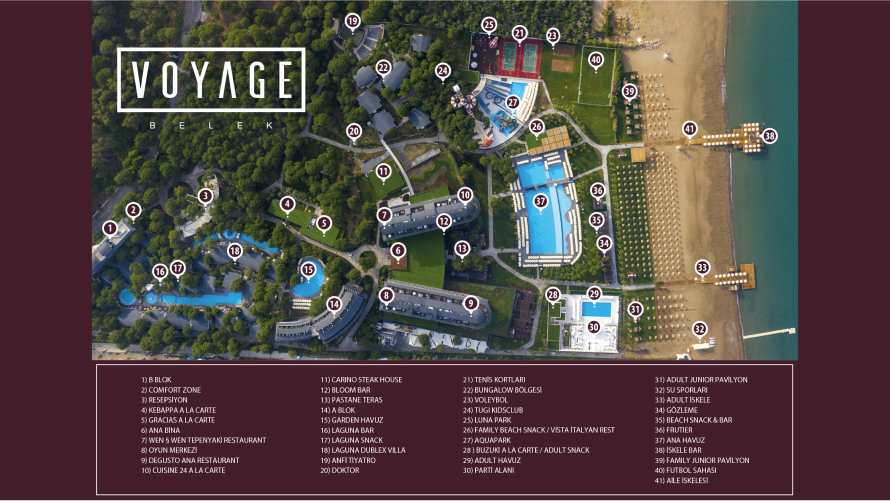 VOYAGE
BELEK
19
25
21
23
22
24
40
27
39
20
26
41
38
11
3
4
7
10
36
2
5
12
37
35
1
6
13
34
18
16
17
15
33
14
8
9
28
29
31
30
32
1) B BLOK
2) COMFORT ZONE
3) RESEPSİYON
4) KEBAPPA A LA CARTE
5) GRACIAS A LA CARTE
6) ANA BİNA
7) WEN § WEN TEPENYAKİ RESTAURANT
8) OYUN MERKEZİ
9) DEGUSTO ANA RESTAURANT
10) CUISINE 24 A LA CARTE
11) CARINO STEAK HOUSE
12) BLOOM BAR
13) PASTANE TERAS
14) A BLOK
15) GARDEN HAVUZ
16) LAGUNA BAR
17) LAGUNA SNACK
18) LAGUNA DUBLEX VILLA
19) ANFİ TİYATRO
20) DOKTOR
21) TENİS KORTLARI
22) BUNGALOW BÖLGESİ
23) VOLEYBOL
24) TUGI KIDSCLUB
25) LUNA PARK
26) FAMILY BEACH SNACK / VİSTA İTALYAN REST
27) AQUAPARK
28 ) BUZUKİ A LA CARTE / ADULT SNACK
29) ADULT HAVUZ
30) PARTİ ALANI
31) ADULT JUNIOR PAVİLYON
32) SU SPORLARI
33) ADULT İSKELE
34) GÖZLEME
35) BEACH SNACK & BAR
36) FRUTIER
37) ANA HAVUZ
38) İSKELE BAR
39) FAMILY JUNIOR PAVİLYON
40) FUTBOL SAHASI
41) AİLE İSKELESİ